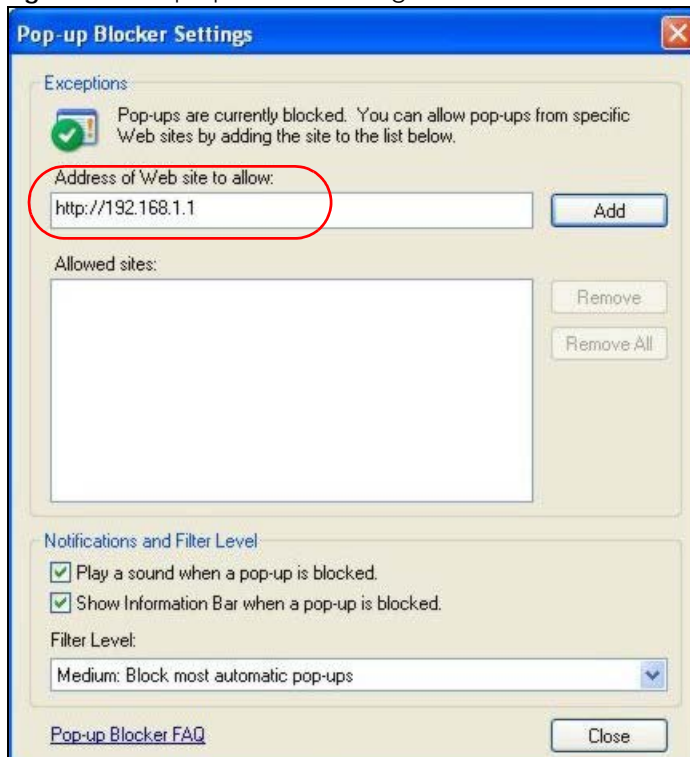 Pop-up Blocker Settings
Exceptions
Pop-ups are currently blocked. You can allow pop-ups from specific
Web sites by adding the site to the list below.
Address of Web site to allow:
http://192.168.1.1
Add
Allowed sites:
Remove
Remove All
Notifications and Filter Level
Play a sound when a pop-up is blocked.
Show Information Bar when a pop-up is blocked.
Filter Level:
Medium: Block most automatic pop-ups
Pop-up Blocker FAQ
Close